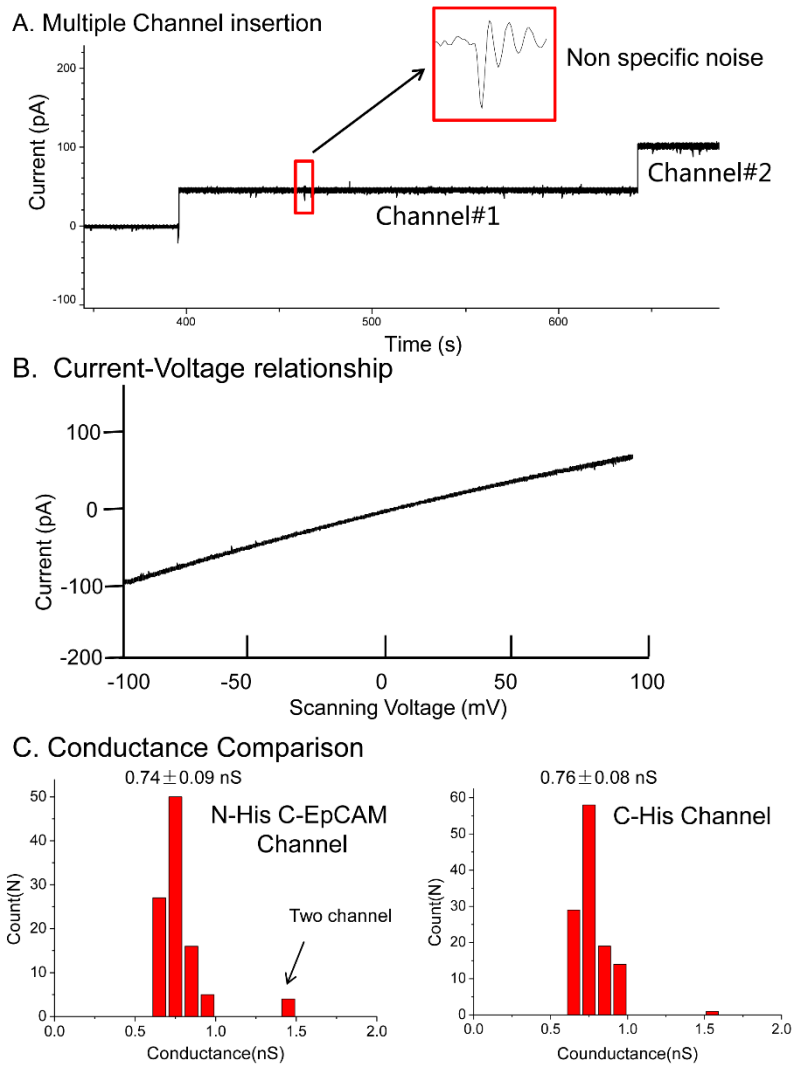 A. Multiple Channel insertion
Non specific noise
200
100
0
-100
Current (pA)
Channel#1
Channel#2
400
500
600
Time (s)
B. Current-Voltage relationship
100
0
-100
-200
Current (pA)
-100
-50
0
50
100
Scanning Voltage (mV)
C. Conductance Comparison
0.74±0.09 nS
N-His C-EpCAM
Channel
Two channel
50
40
30
20
10
0
Count(N)
0.0
0.5
1.0
1.5
2.0
Conductance(nS)
0.76±0.08 nS
C-His Channel
60
50
40
30
20
10
0
Count(N)
0.0
0.5
1.0
1.5
2.0
Counductance(nS)